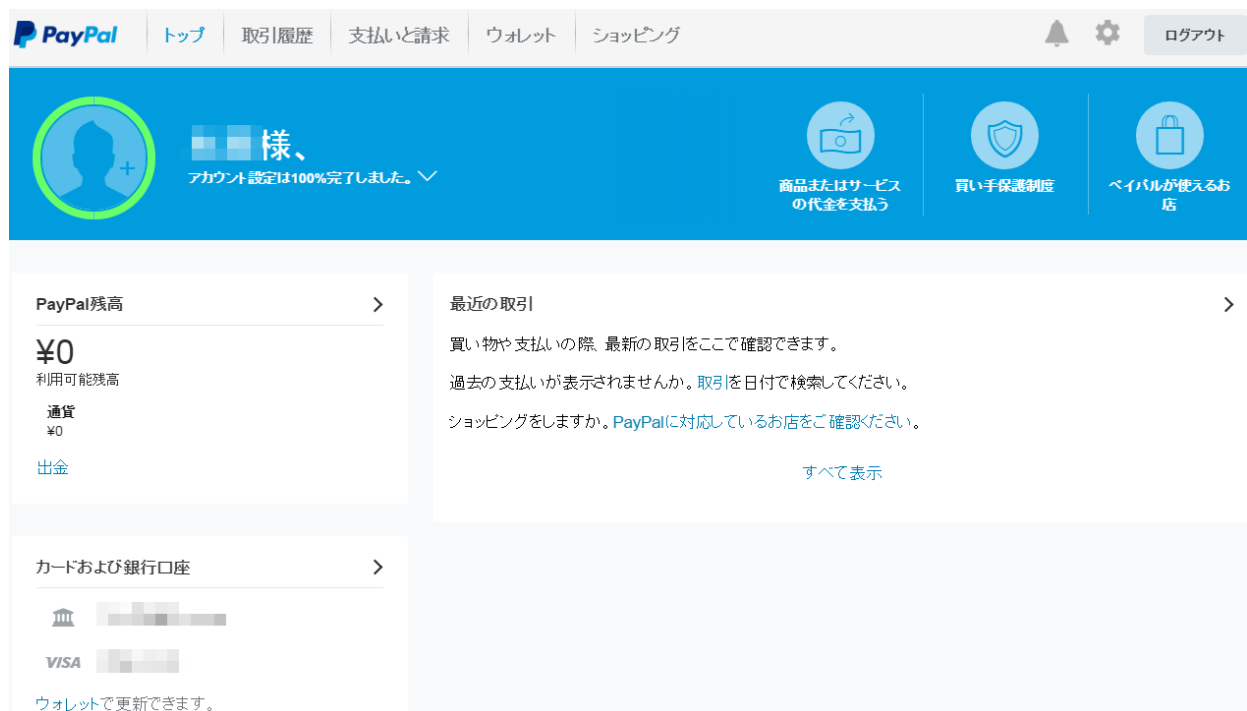 PayPal
トップ
取引履歴
支払いと請求
ウォレット
ショッピング
ログアウト
様、
アカウント設定は100%完了しました。
商品またはサービス
の代金を支払う
買い手保護制度
ペイパルが使えるお
店
PayPal残高
¥0
利用可能残高
通貨
¥0
出金
最近の取引
買い物や支払いの際、最新の取引をここで確認できます。
過去の支払いが表示されませんか。取引を日付で検索してください。
ショッピングをしますか。PayPalに対応しているお店をご確認ください。
すべて表示
カードおよび銀行口座
VISA
ウォレットで更新できます。